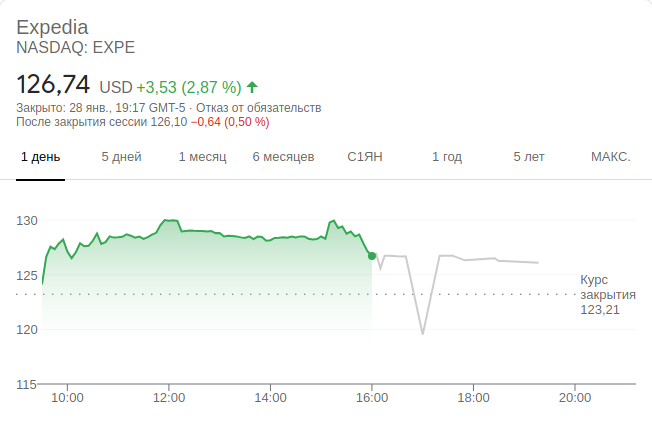 Expedia
NASDAQ: EXPE
126,74 USD +3,53 (2,87 %)
Закрыто: 28 янв., 19:17 GMT-5 · Отказ от обязательств
После закрытия сессии 126,10 −0,64 (0,50 %)
1 день 5 дней 1 месяц 6 месяцев С1ЯН 1 год 5 лет МАКС.
130
125
Курс
закрытия
123,21
120
115
10:00 12:00 14:00 16:00 18:00 20:00